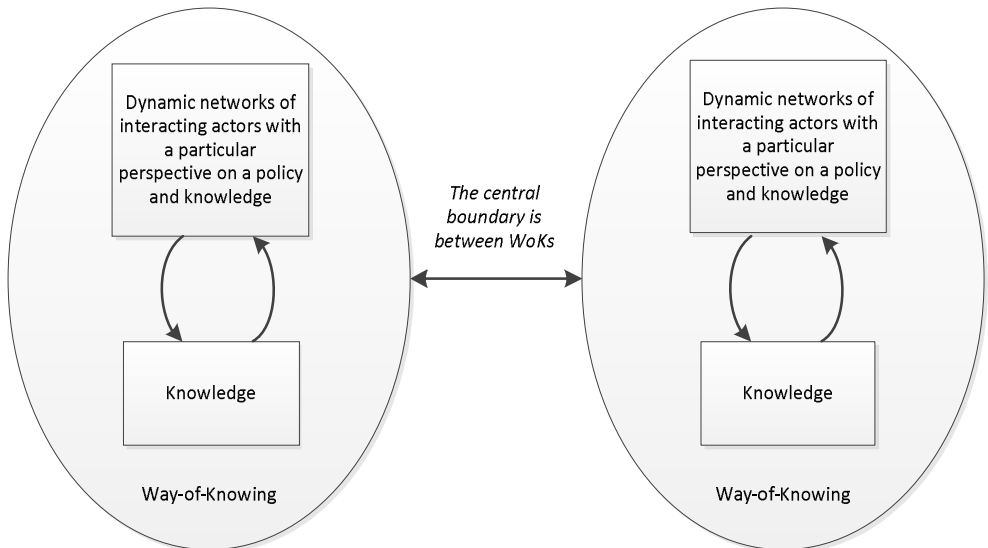 Dynamic networks of
interacting actors with
a particular
perspective on a policy
and knowledge
Knowledge
Way-of-Knowing
The central
boundary is
between WoKs
Dynamic networks of
interacting actors with
a particular
perspective on a policy
and knowledge
Knowledge
Way-of-Knowing